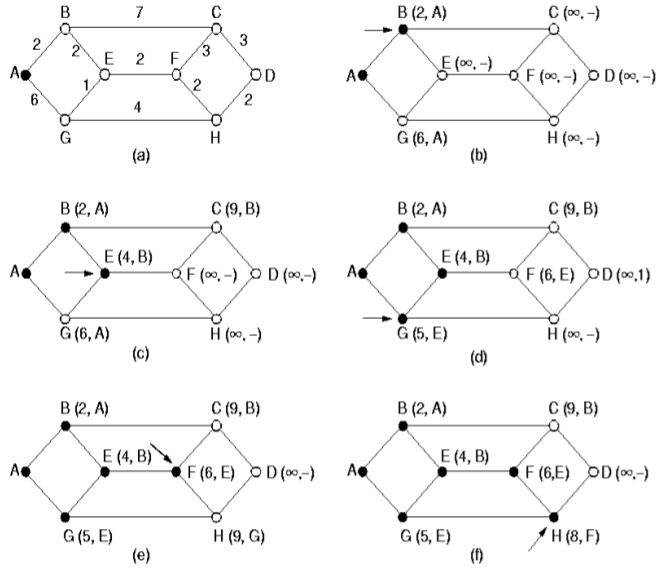 B 7 C
2 2 3 3
A E 2 F D
6 1 2 2
4
G H
(a)
B (2, A) C (∞, -)
A E (∞, -) F (∞, -) D (∞, -)
G (6, A) H (∞, -)
(b)
B (2, A) C (9, B)
E (4, B)
A F (∞, -) D (∞, -)
G (6, A) H (∞, -)
(c)
B (2, A) C (9, B)
E (4, B)
A F (6, E) D (∞, 1)
G (5, E) H (∞, -)
(d)
B (2, A) C (9, B)
E (4, B)
A F (6, E) D (∞,-)
G (5, E) H (9, G)
(e)
B (2, A) C (9, B)
E (4, B)
A F (6,E) D (∞,-)
G (5, E) H (8, F)
(f)